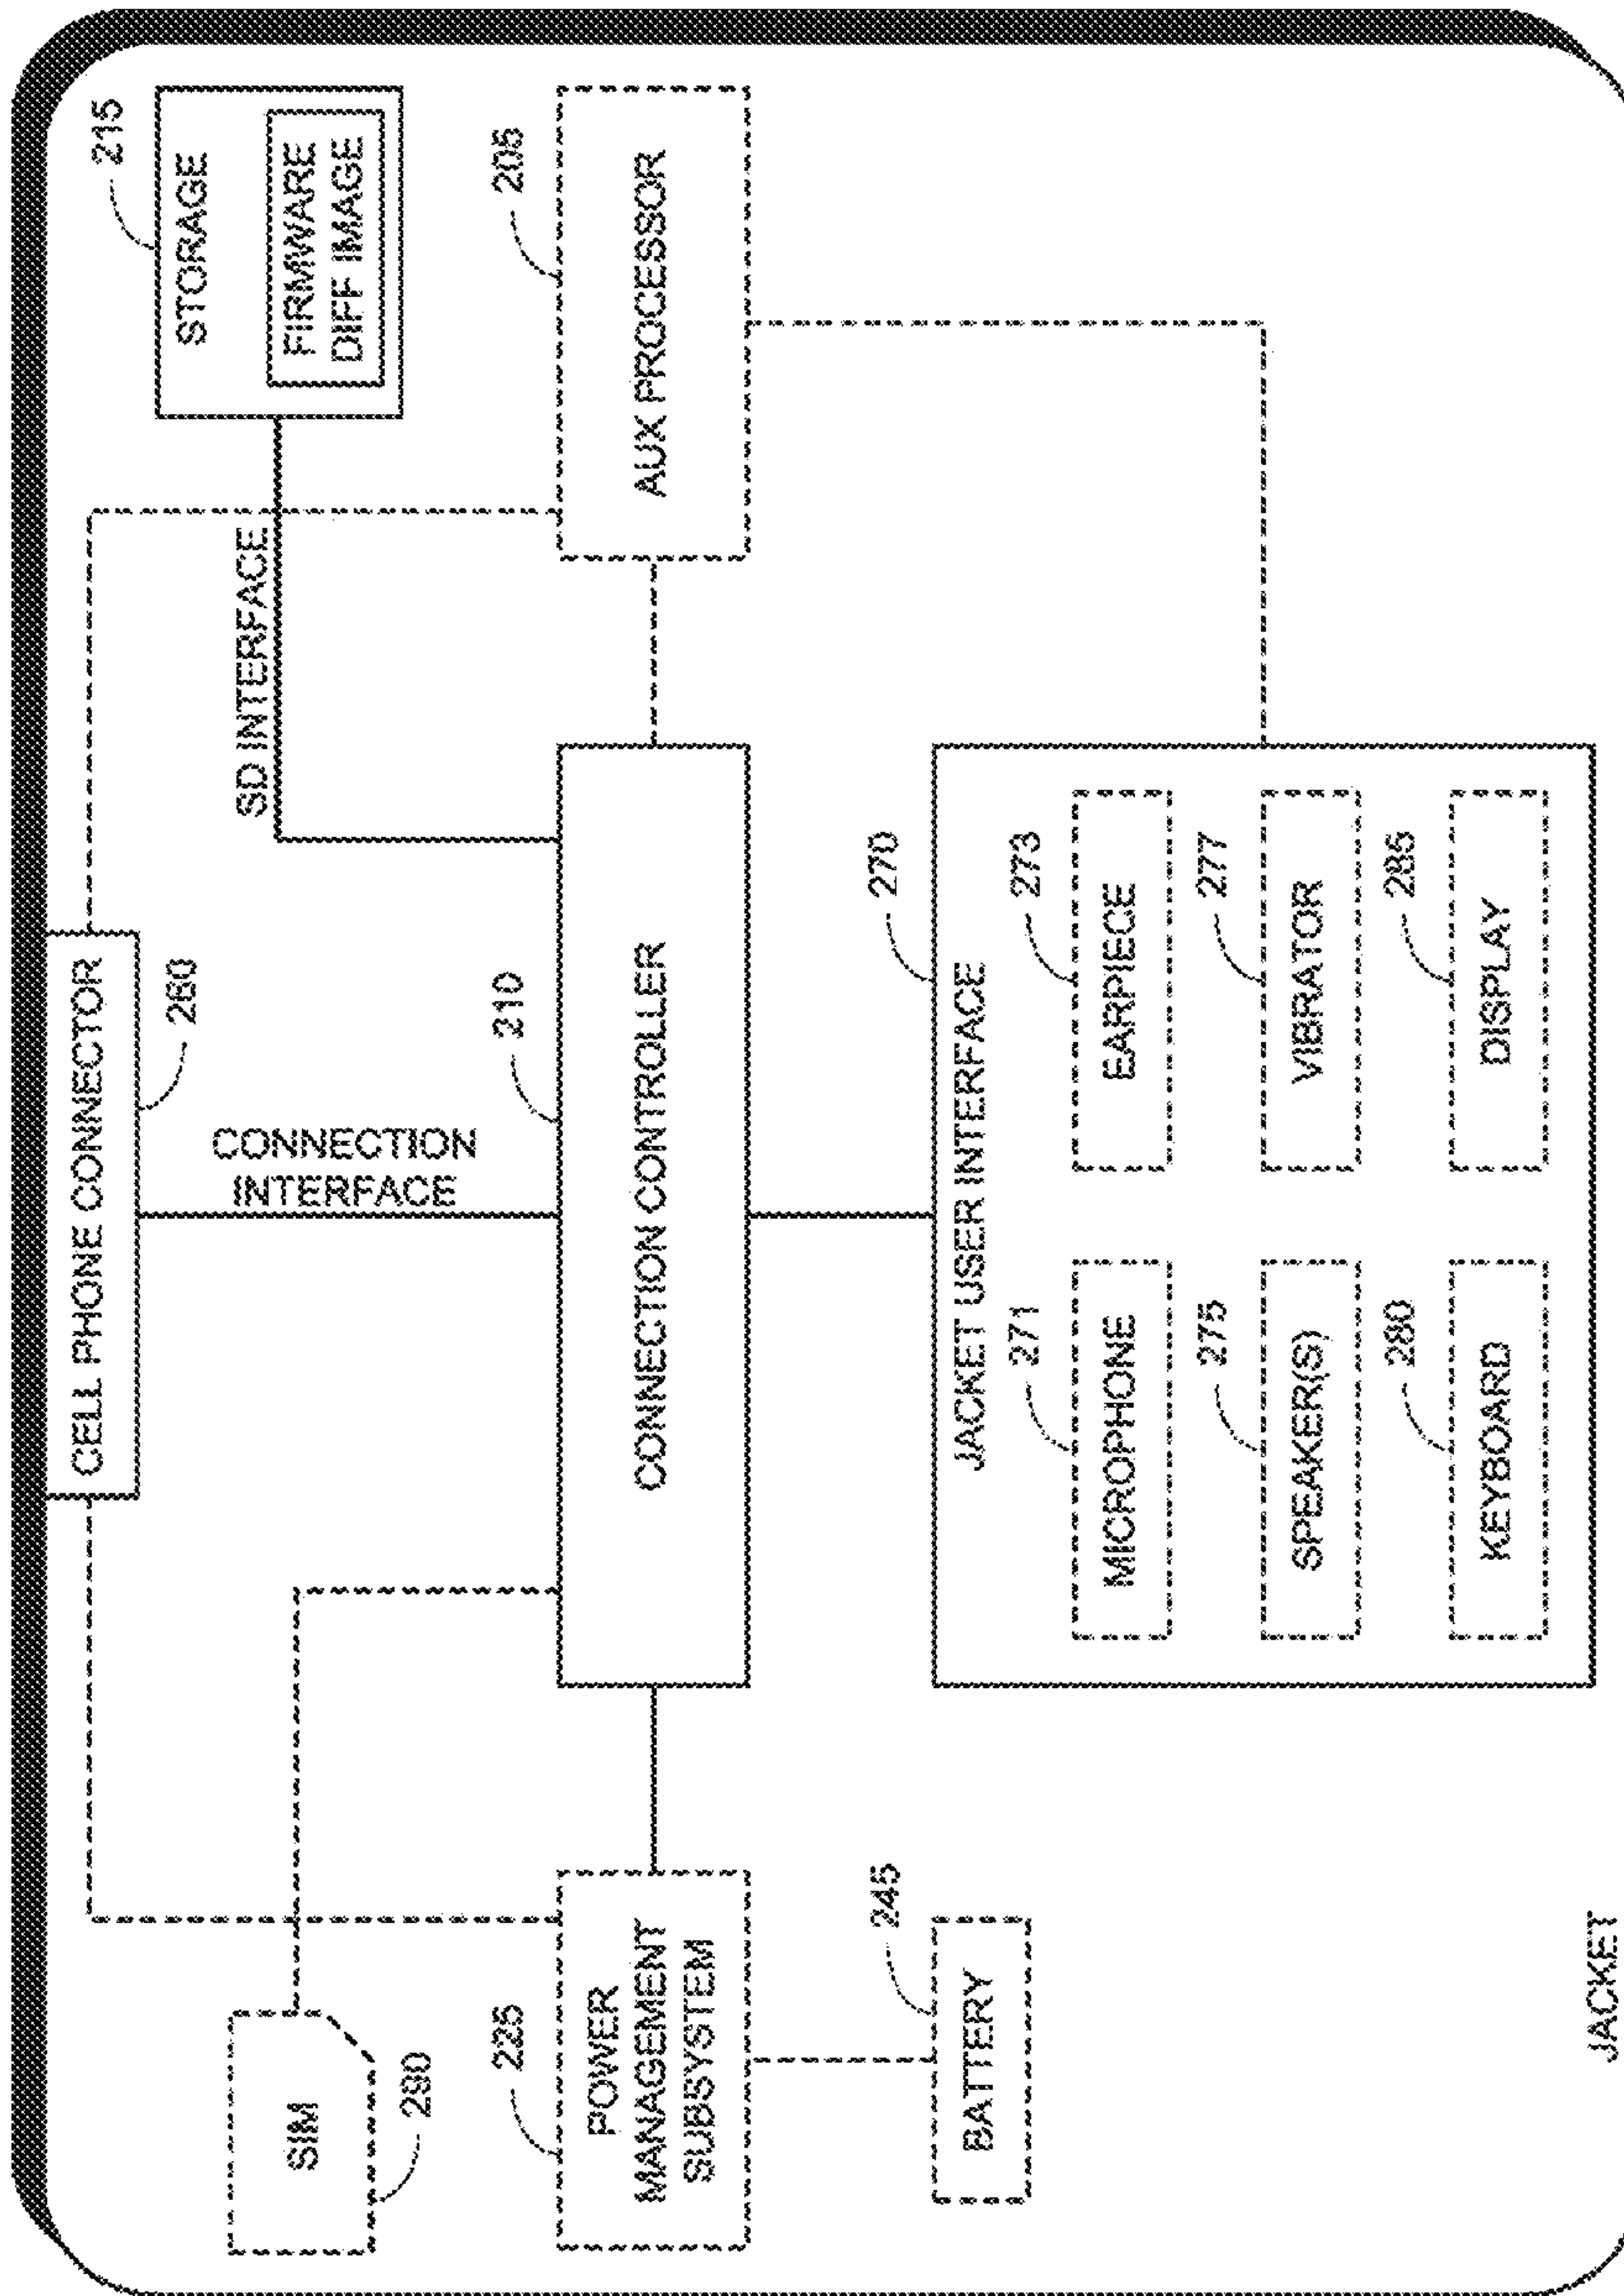 CELL PHONE CONNECTOR
260
215
STORAGE
FIRMWARE
DIFF IMAGE
SD INTERFACE
CONNECTION
INTERFACE
SIM
290
225
POWER
MANAGEMENT
SUBSYSTEM
210
CONNECTION CONTROLLER
205
AUX PROCESSOR
245
BATTERY
270
JACKET USER INTERFACE
271
MICROPHONE
273
EARPIECE
275
SPEAKER(S)
277
VIBRATOR
280
KEYBOARD
285
DISPLAY
JACKET